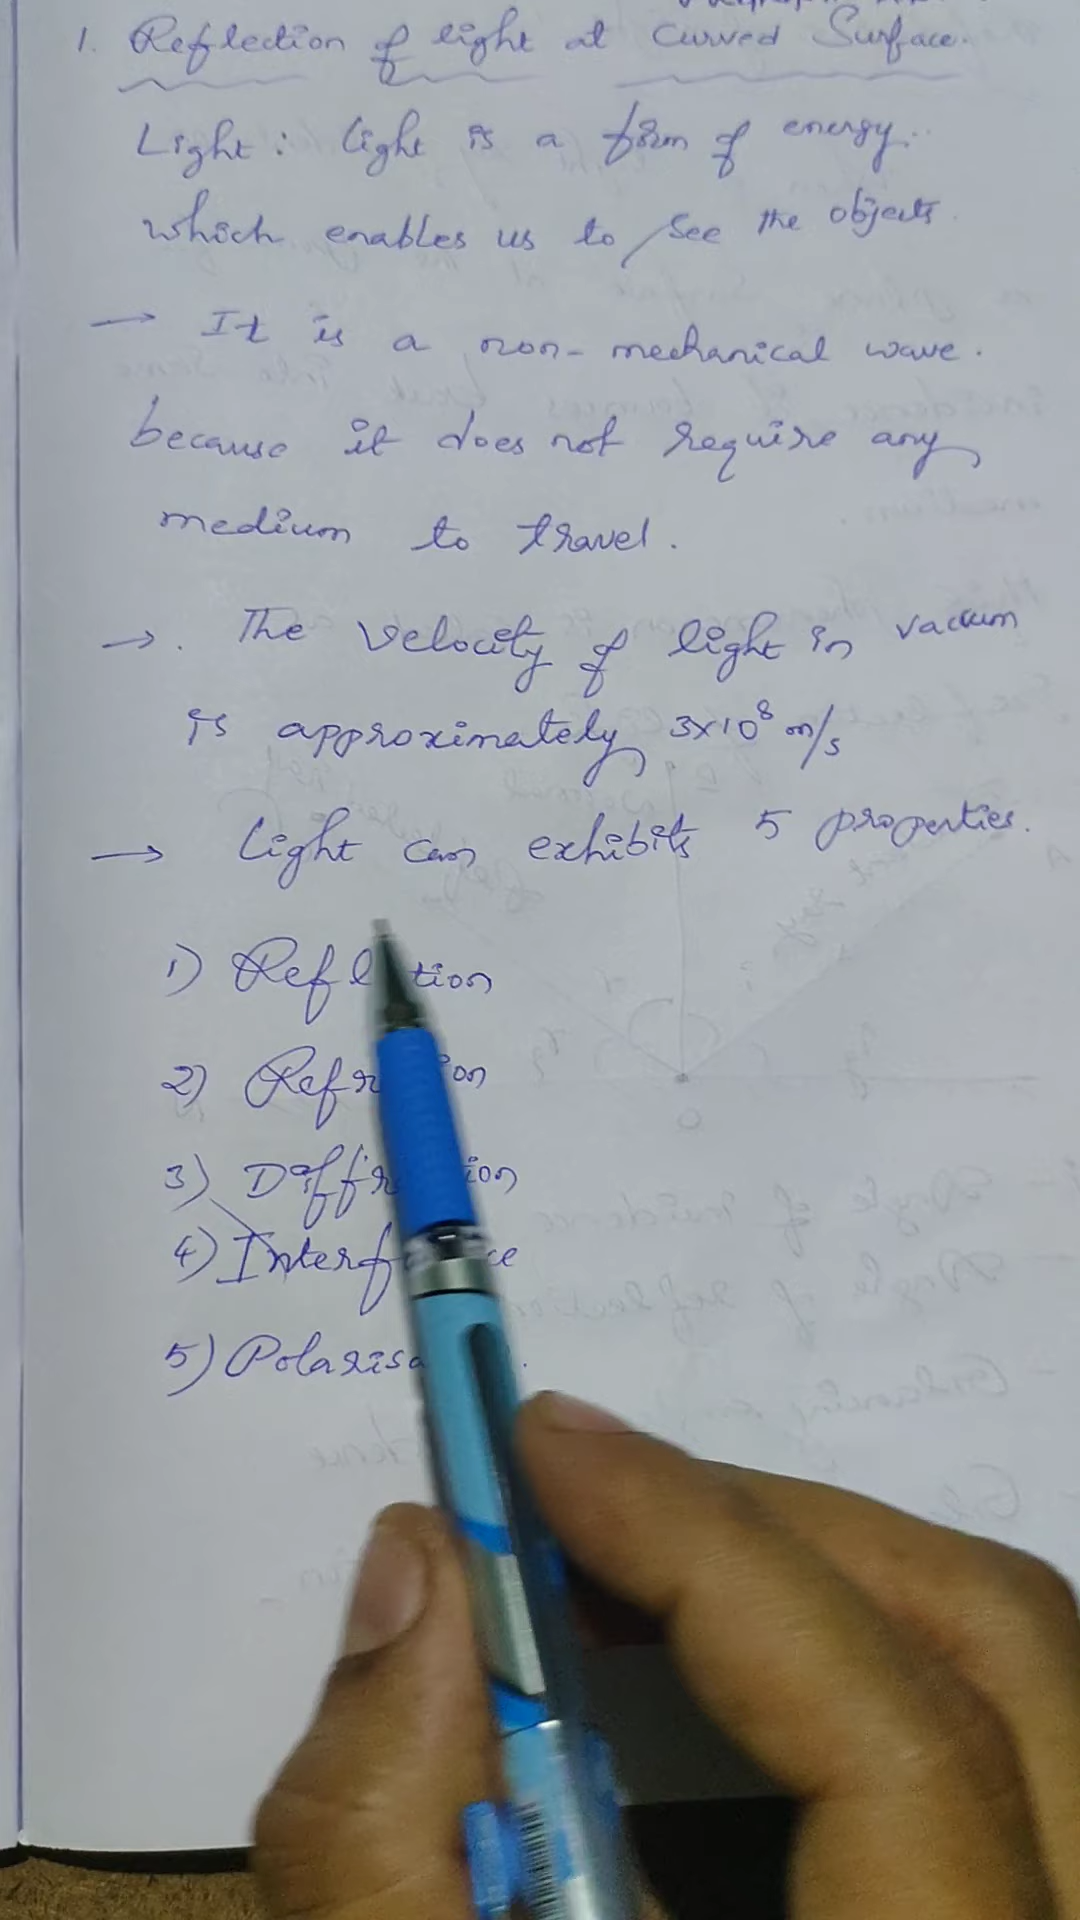 1. Reflection of light at curved Surface.
Light: light is a form of energy.
which enables us to see the objects.
→ It is a non-mechanical wave.
because it does not require any
medium to travel.
→. The velocity of light in vacuum
is approximately 3×10⁸ m/s
→ Light can exhibits 5 properties.
1) Refl tion
2) Refr on
3) Diffr ion
4) Interf ce
5) Polarisa